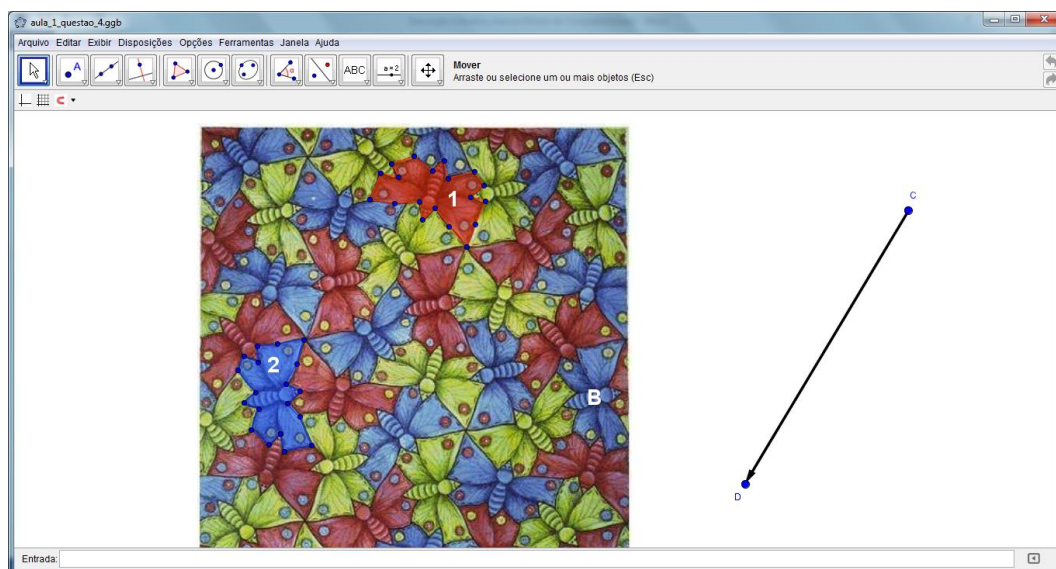 aula_1_questao_4.ggb
Arquivo Editar Exibir Disposições Opções Ferramentas Janela Ajuda
A
ABC
a=2
Mover
Arraste ou selecione um ou mais objetos (Esc)
1
C
2
B
D
Entrada: